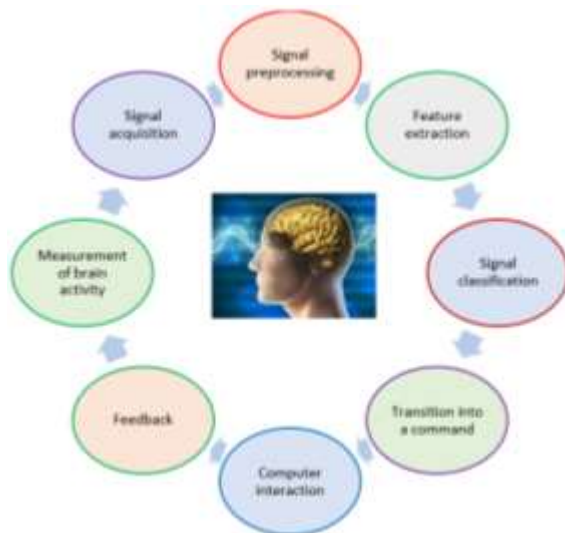 Signal
preprocessing
Feature
extraction
Signal
classification
Transition into
a command
Computer
interaction
Feedback
Measurement
of brain
activity
Signal
acquisition